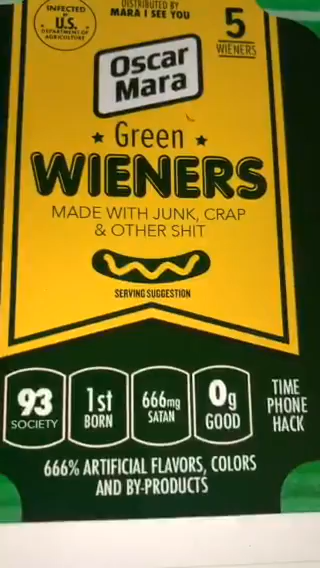 INFECTED
BY
U.S.
DEPARTMENT OF
AGRICULTURE
DISTRIBUTED BY
MARA I SEE YOU
5
WIENERS
Oscar
Mara
Green
WIENERS
MADE WITH JUNK, CRAP
& OTHER SHIT
SERVING SUGGESTION
93
SOCIETY
1st
BORN
666mg
SATAN
0g
GOOD
TIME
PHONE
HACK
666% ARTIFICIAL FLAVORS, COLORS
AND BY-PRODUCTS